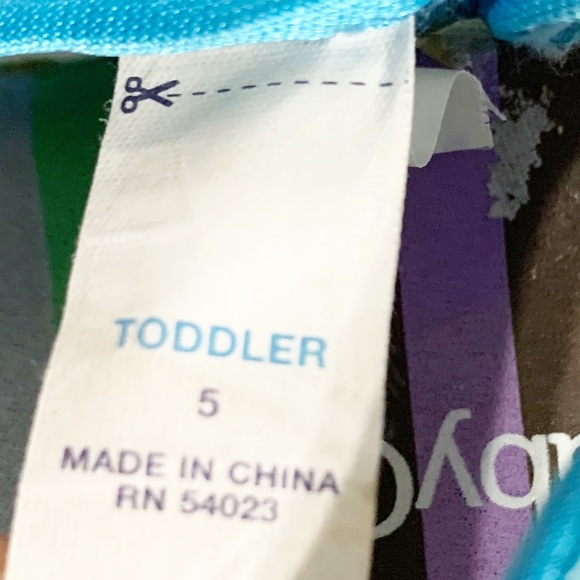 TODDLER
5
MADE IN CHINA
RN 54023